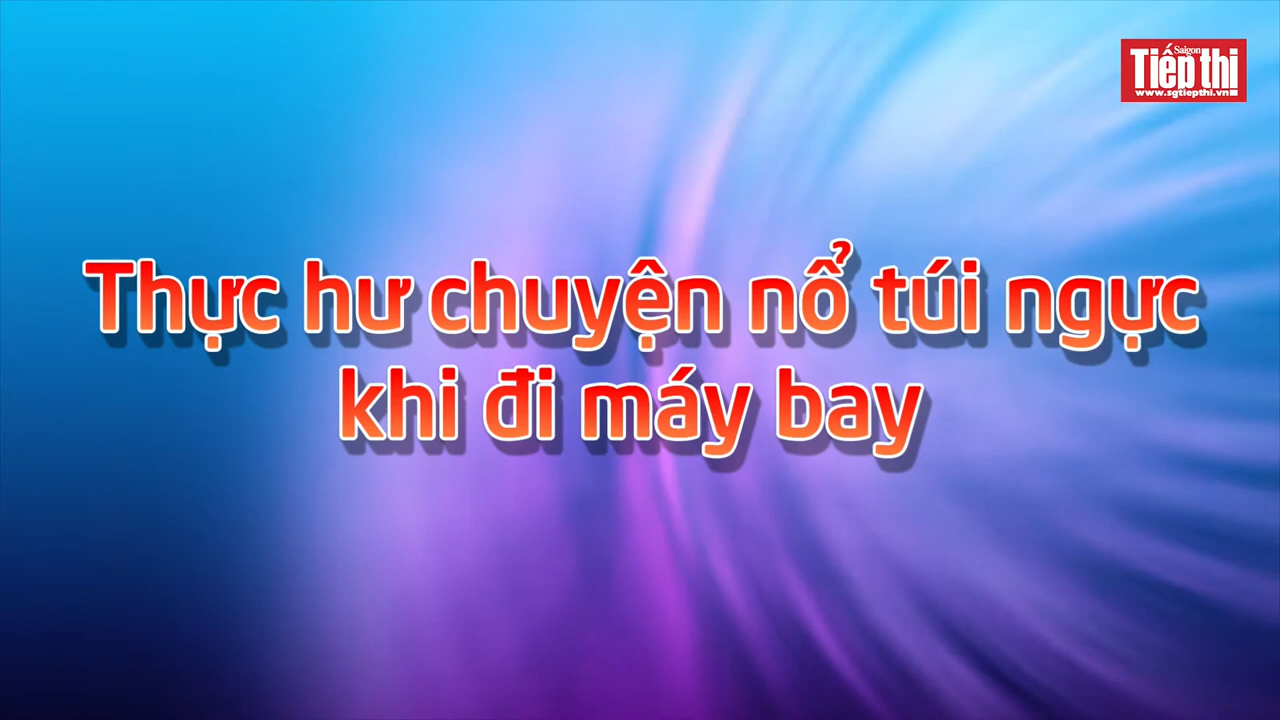 Saigon
Tiếp thị
www.sgtiepthi.vn
Thực hư chuyện nổ túi ngực
khi đi máy bay